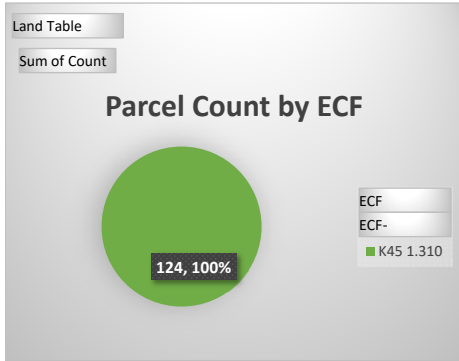 Land Table
Sum of Count
Parcel Count by ECF
ECF
ECF-
K45 1.310
124, 100%